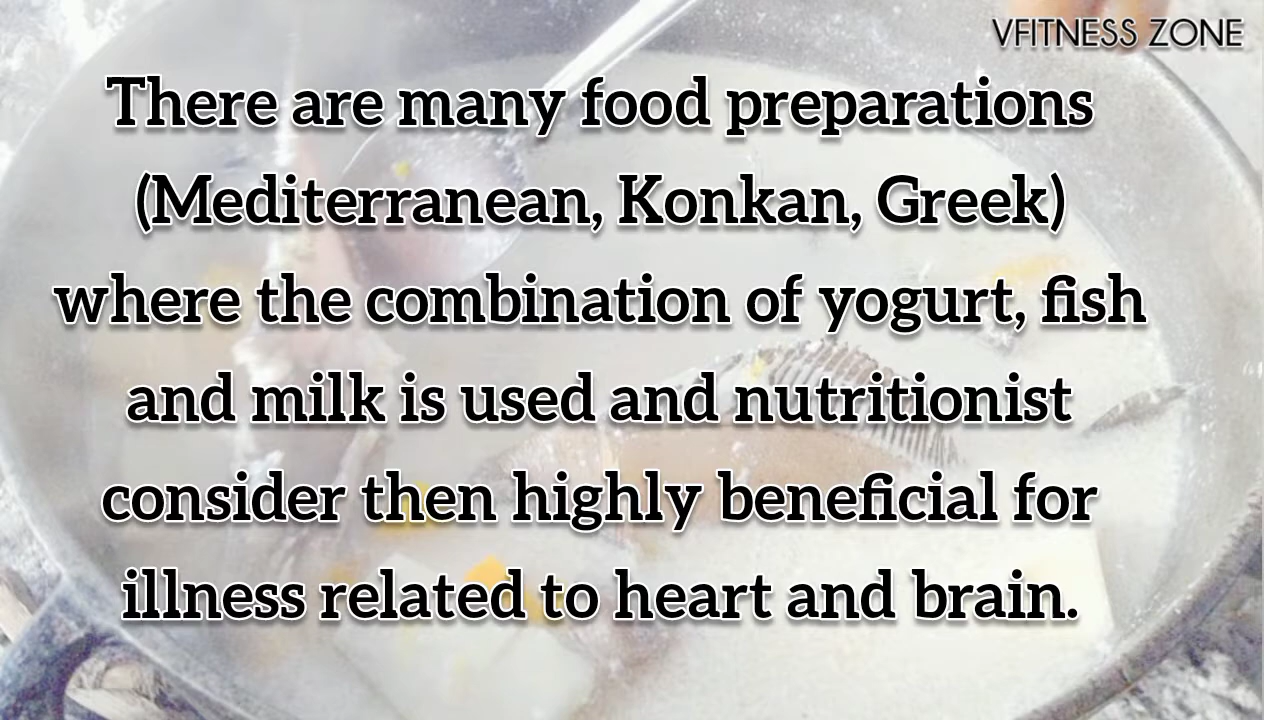 VFITNESS ZONE
There are many food preparations
(Mediterranean, Konkan, Greek)
where the combination of yogurt, fish
and milk is used and nutritionist
consider then highly beneficial for
illness related to heart and brain.